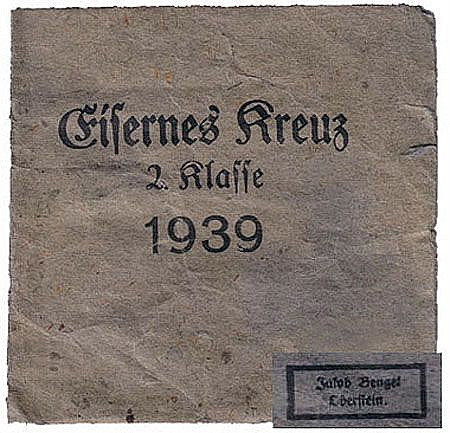 Eiſernes Kreuz
2. Klaſſe
1939
Jakob Bengel
Oberſtein.